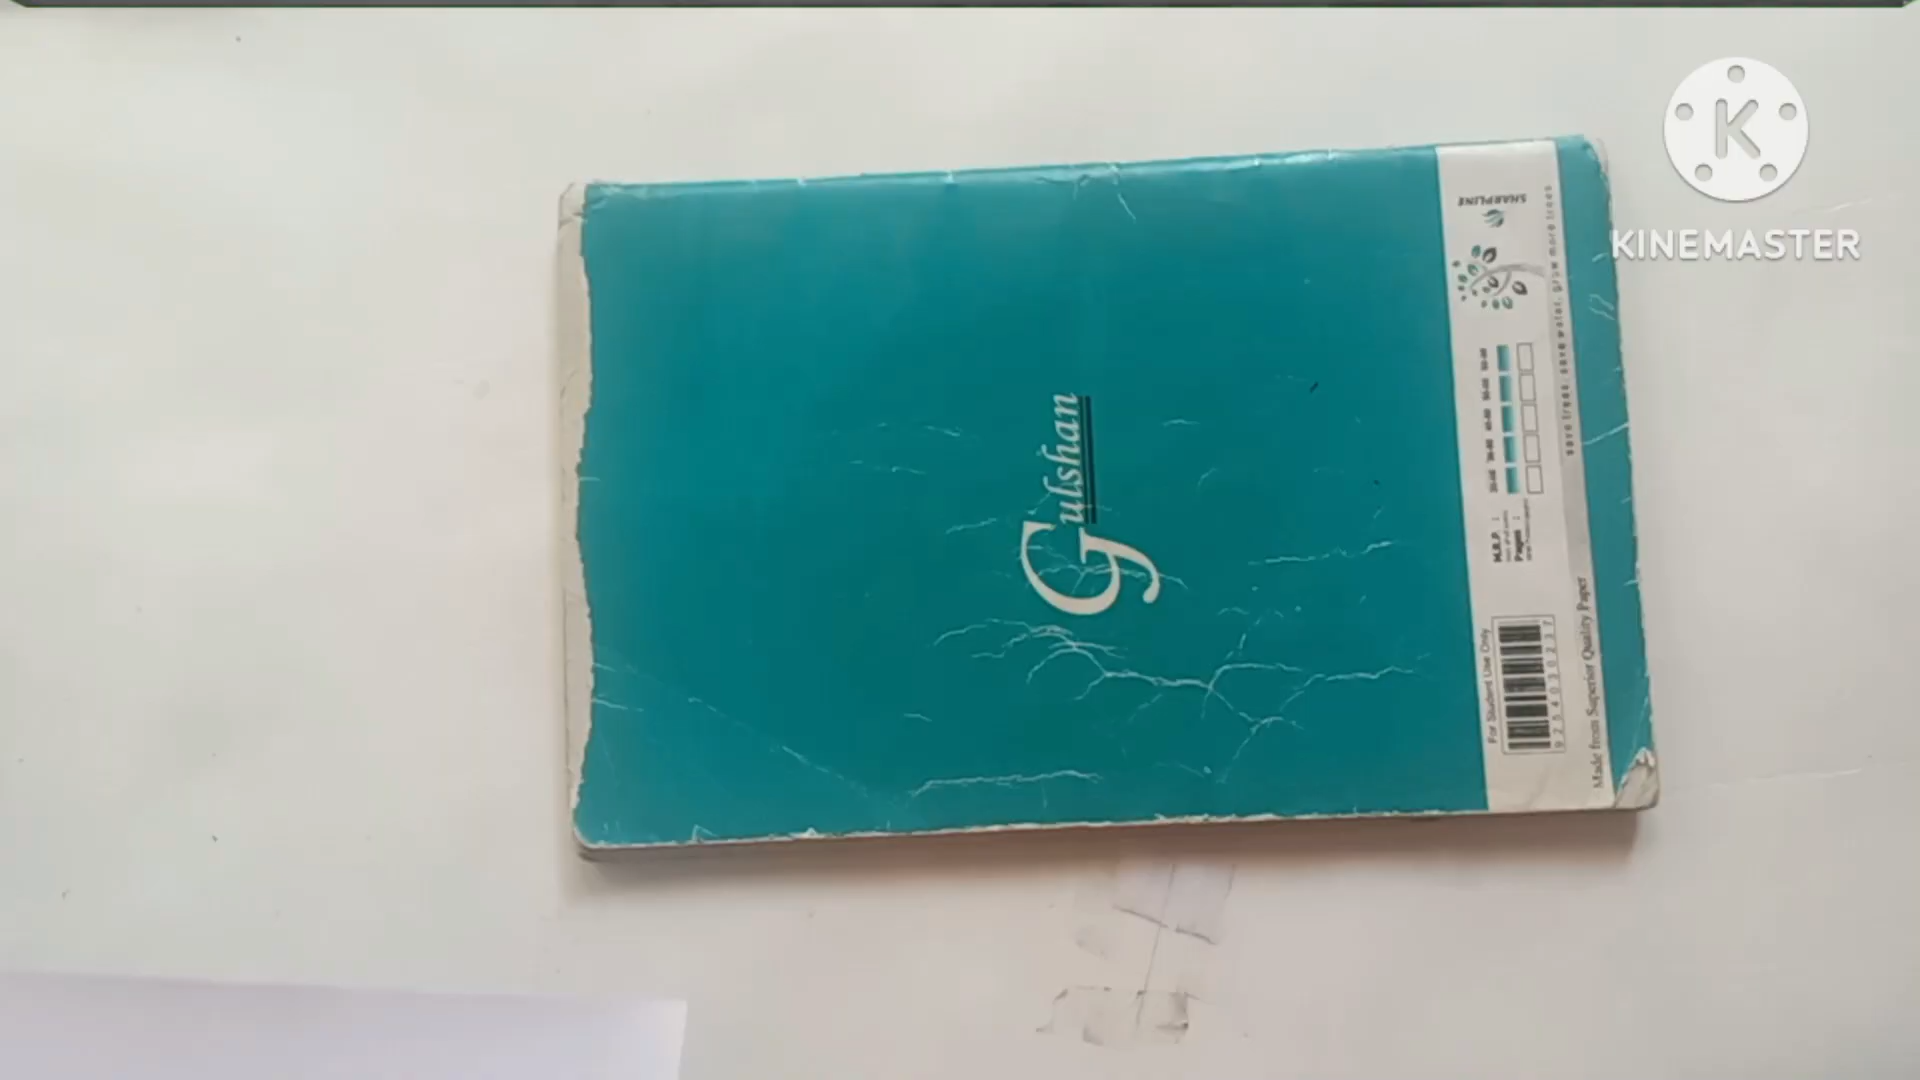 KINEMASTER
Gulshan
SHARPLINE
save trees, save water, grow more trees
M.R.P. :
Pages :
For Student Use Only
9254030237
Made from Superior Quality Paper